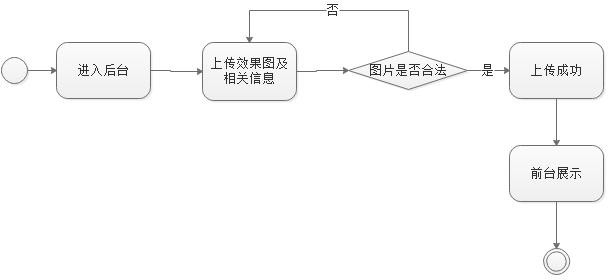 否
进入后台
上传效果图及
相关信息
图片是否合法
是
上传成功
前台展示